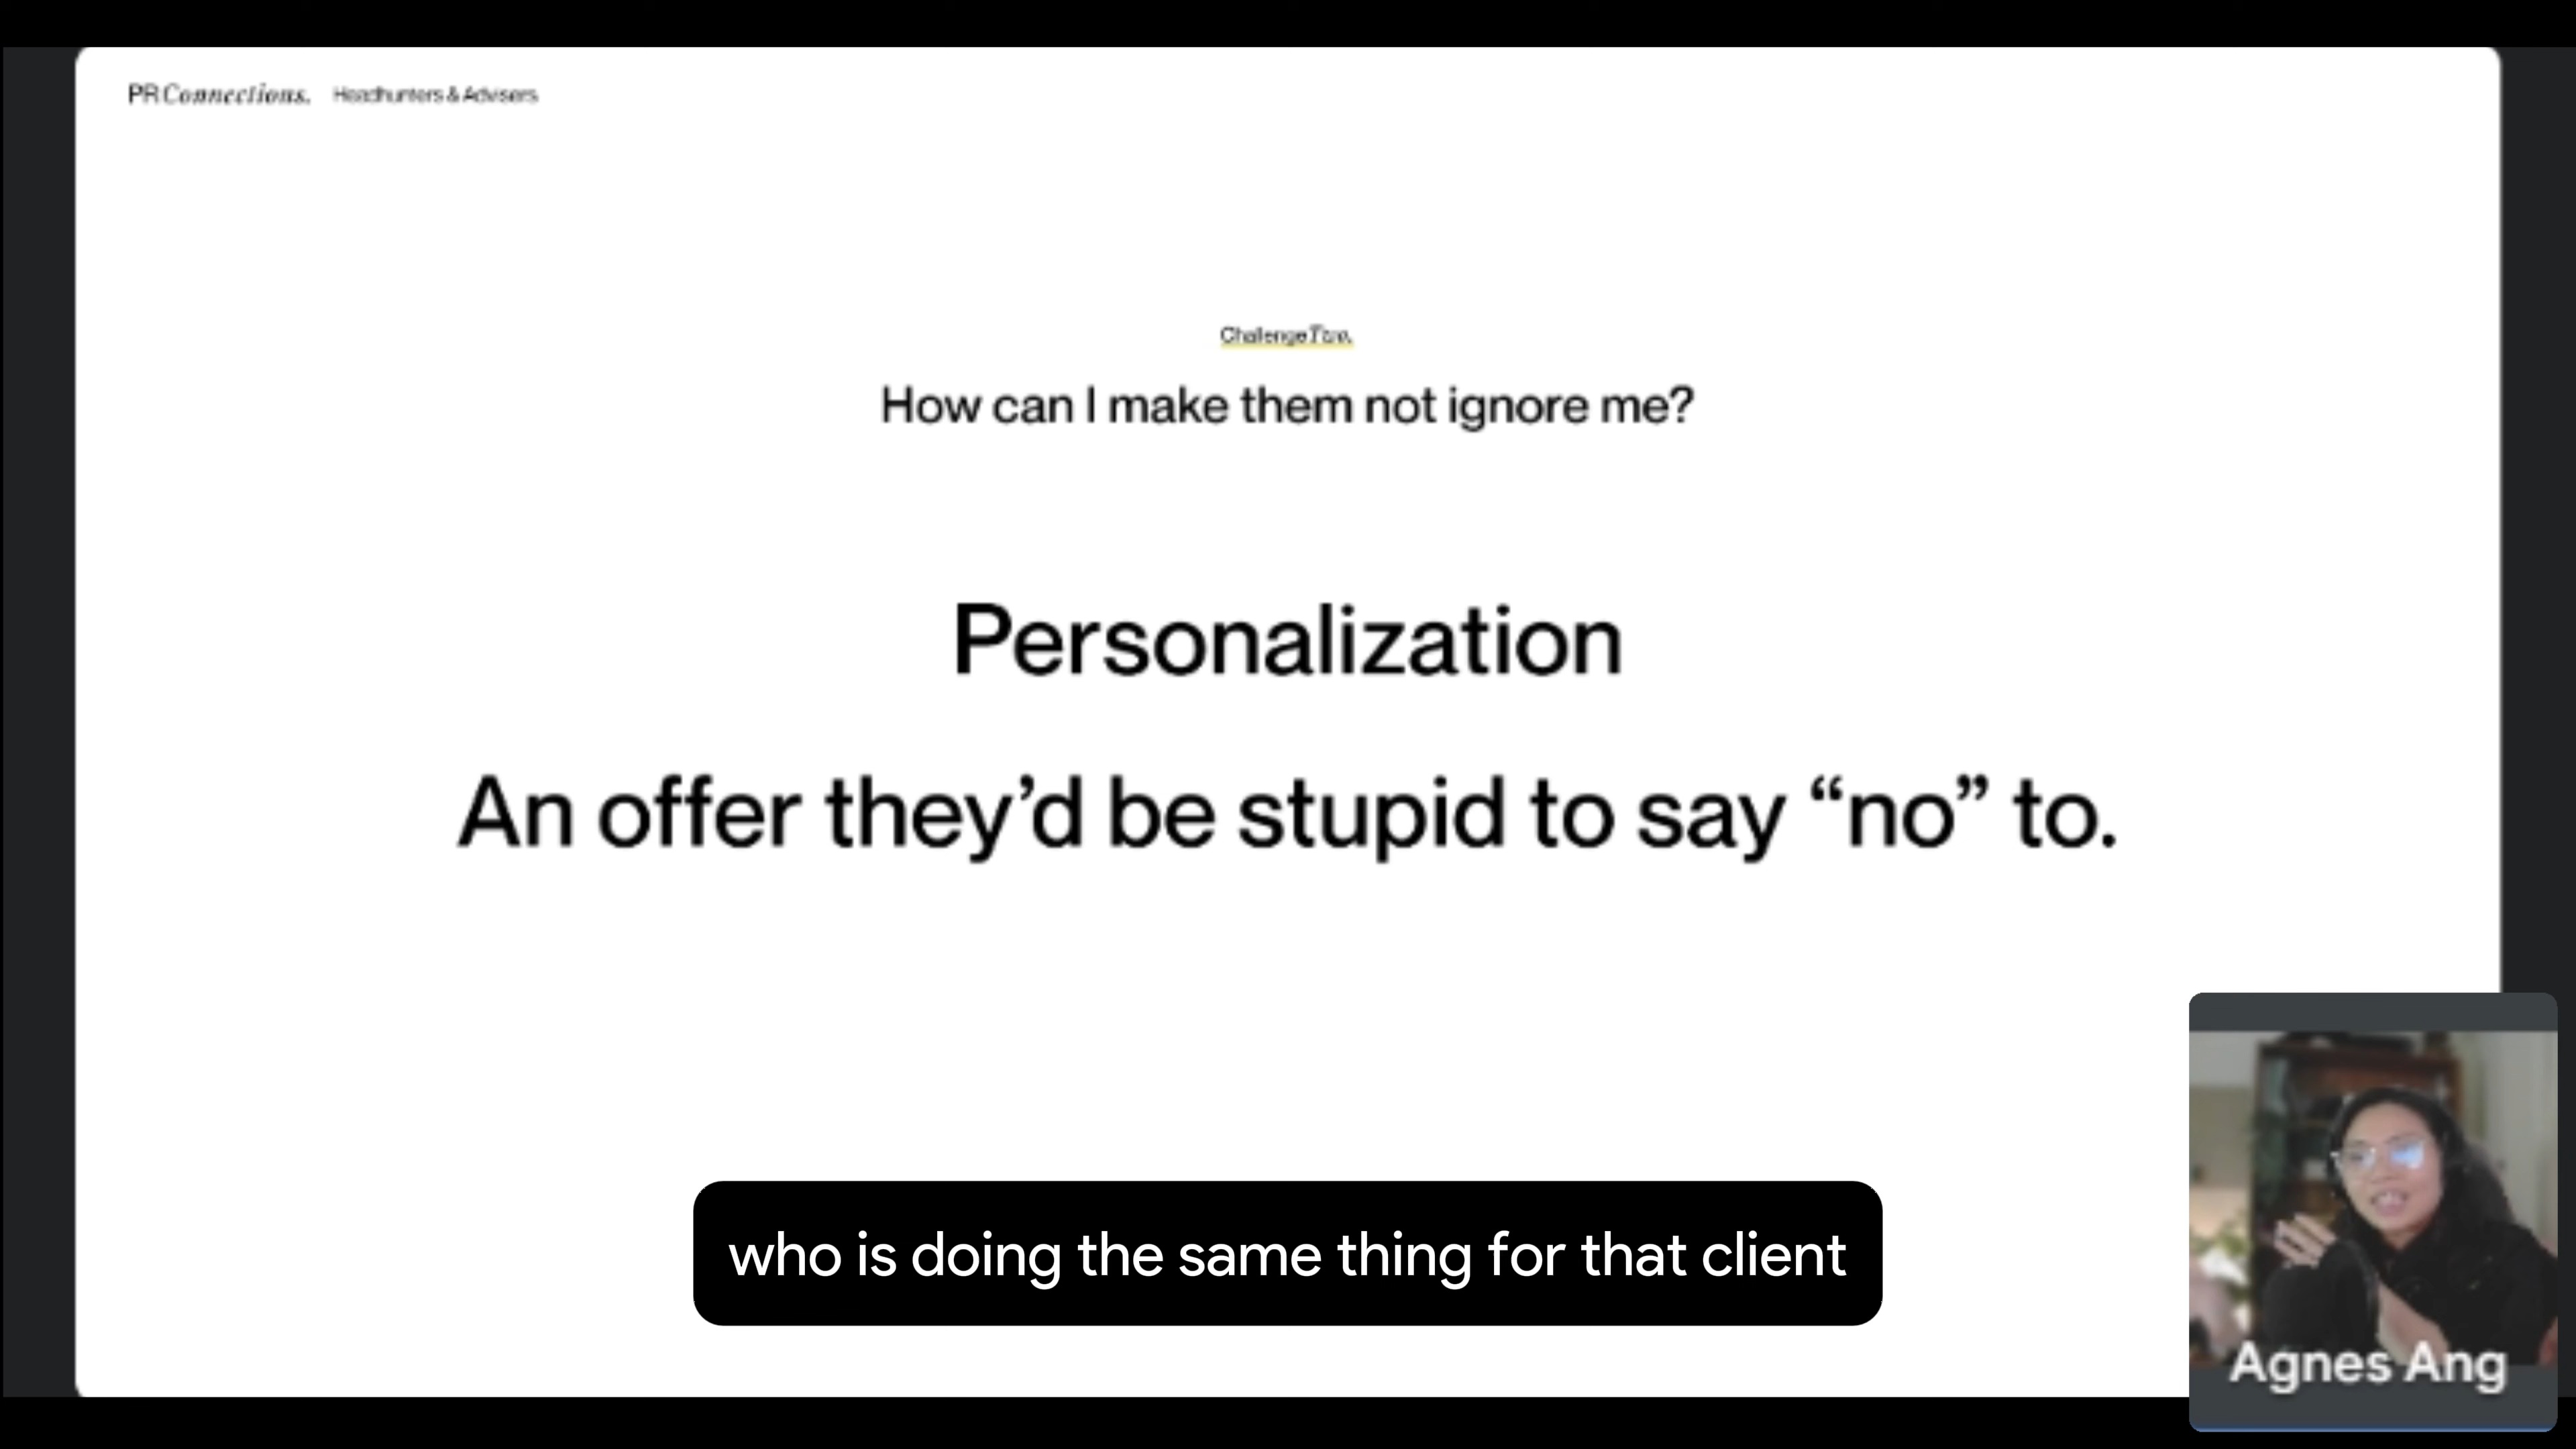 PR Connections. Headhunters & Advisers
Challenge Two.
How can I make them not ignore me?
Personalization
An offer they’d be stupid to say “no” to.
who is doing the same thing for that client
Agnes Ang